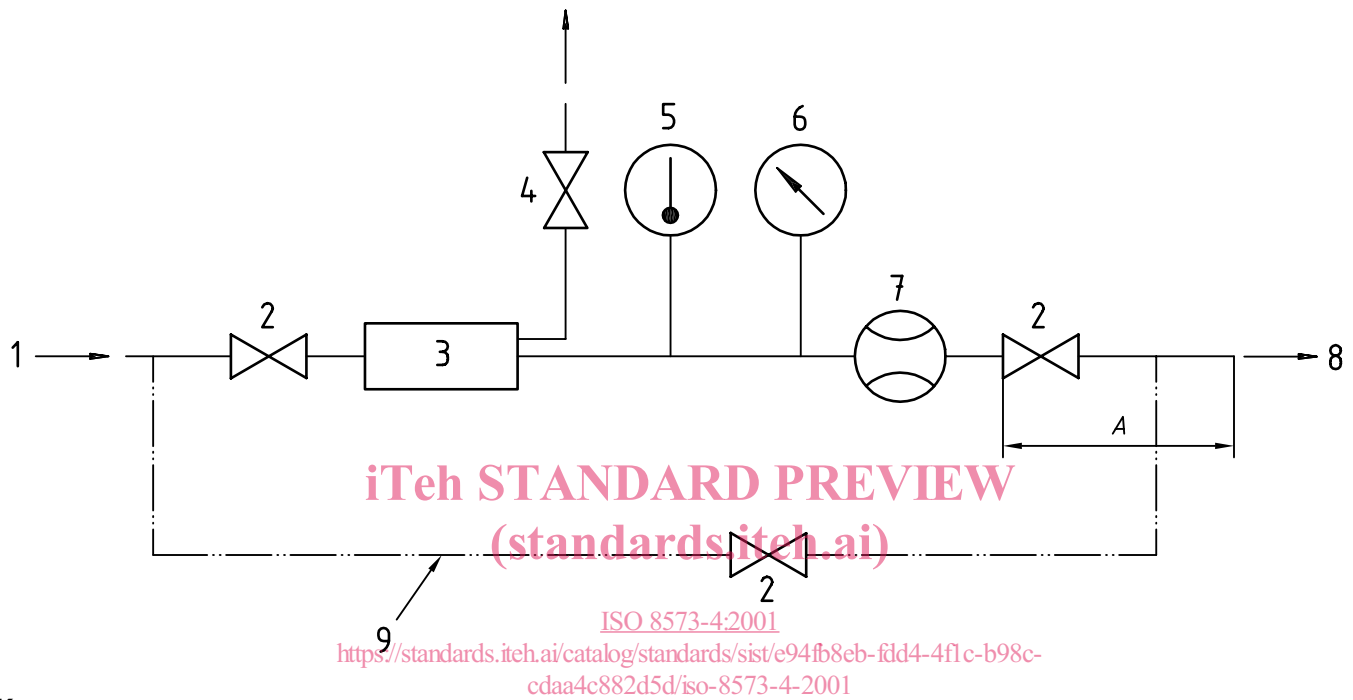 5 6
4
7
2 2
1 3 8
A
iTeh STANDARD PREVIEW
(standards.iteh.ai)
2
ISO 8573-4:2001
9
https://standards.iteh.ai/catalog/standards/sist/e94fb8eb-fdd4-4f1c-b98c-
cdaa4c882d5d/iso-8573-4-2001